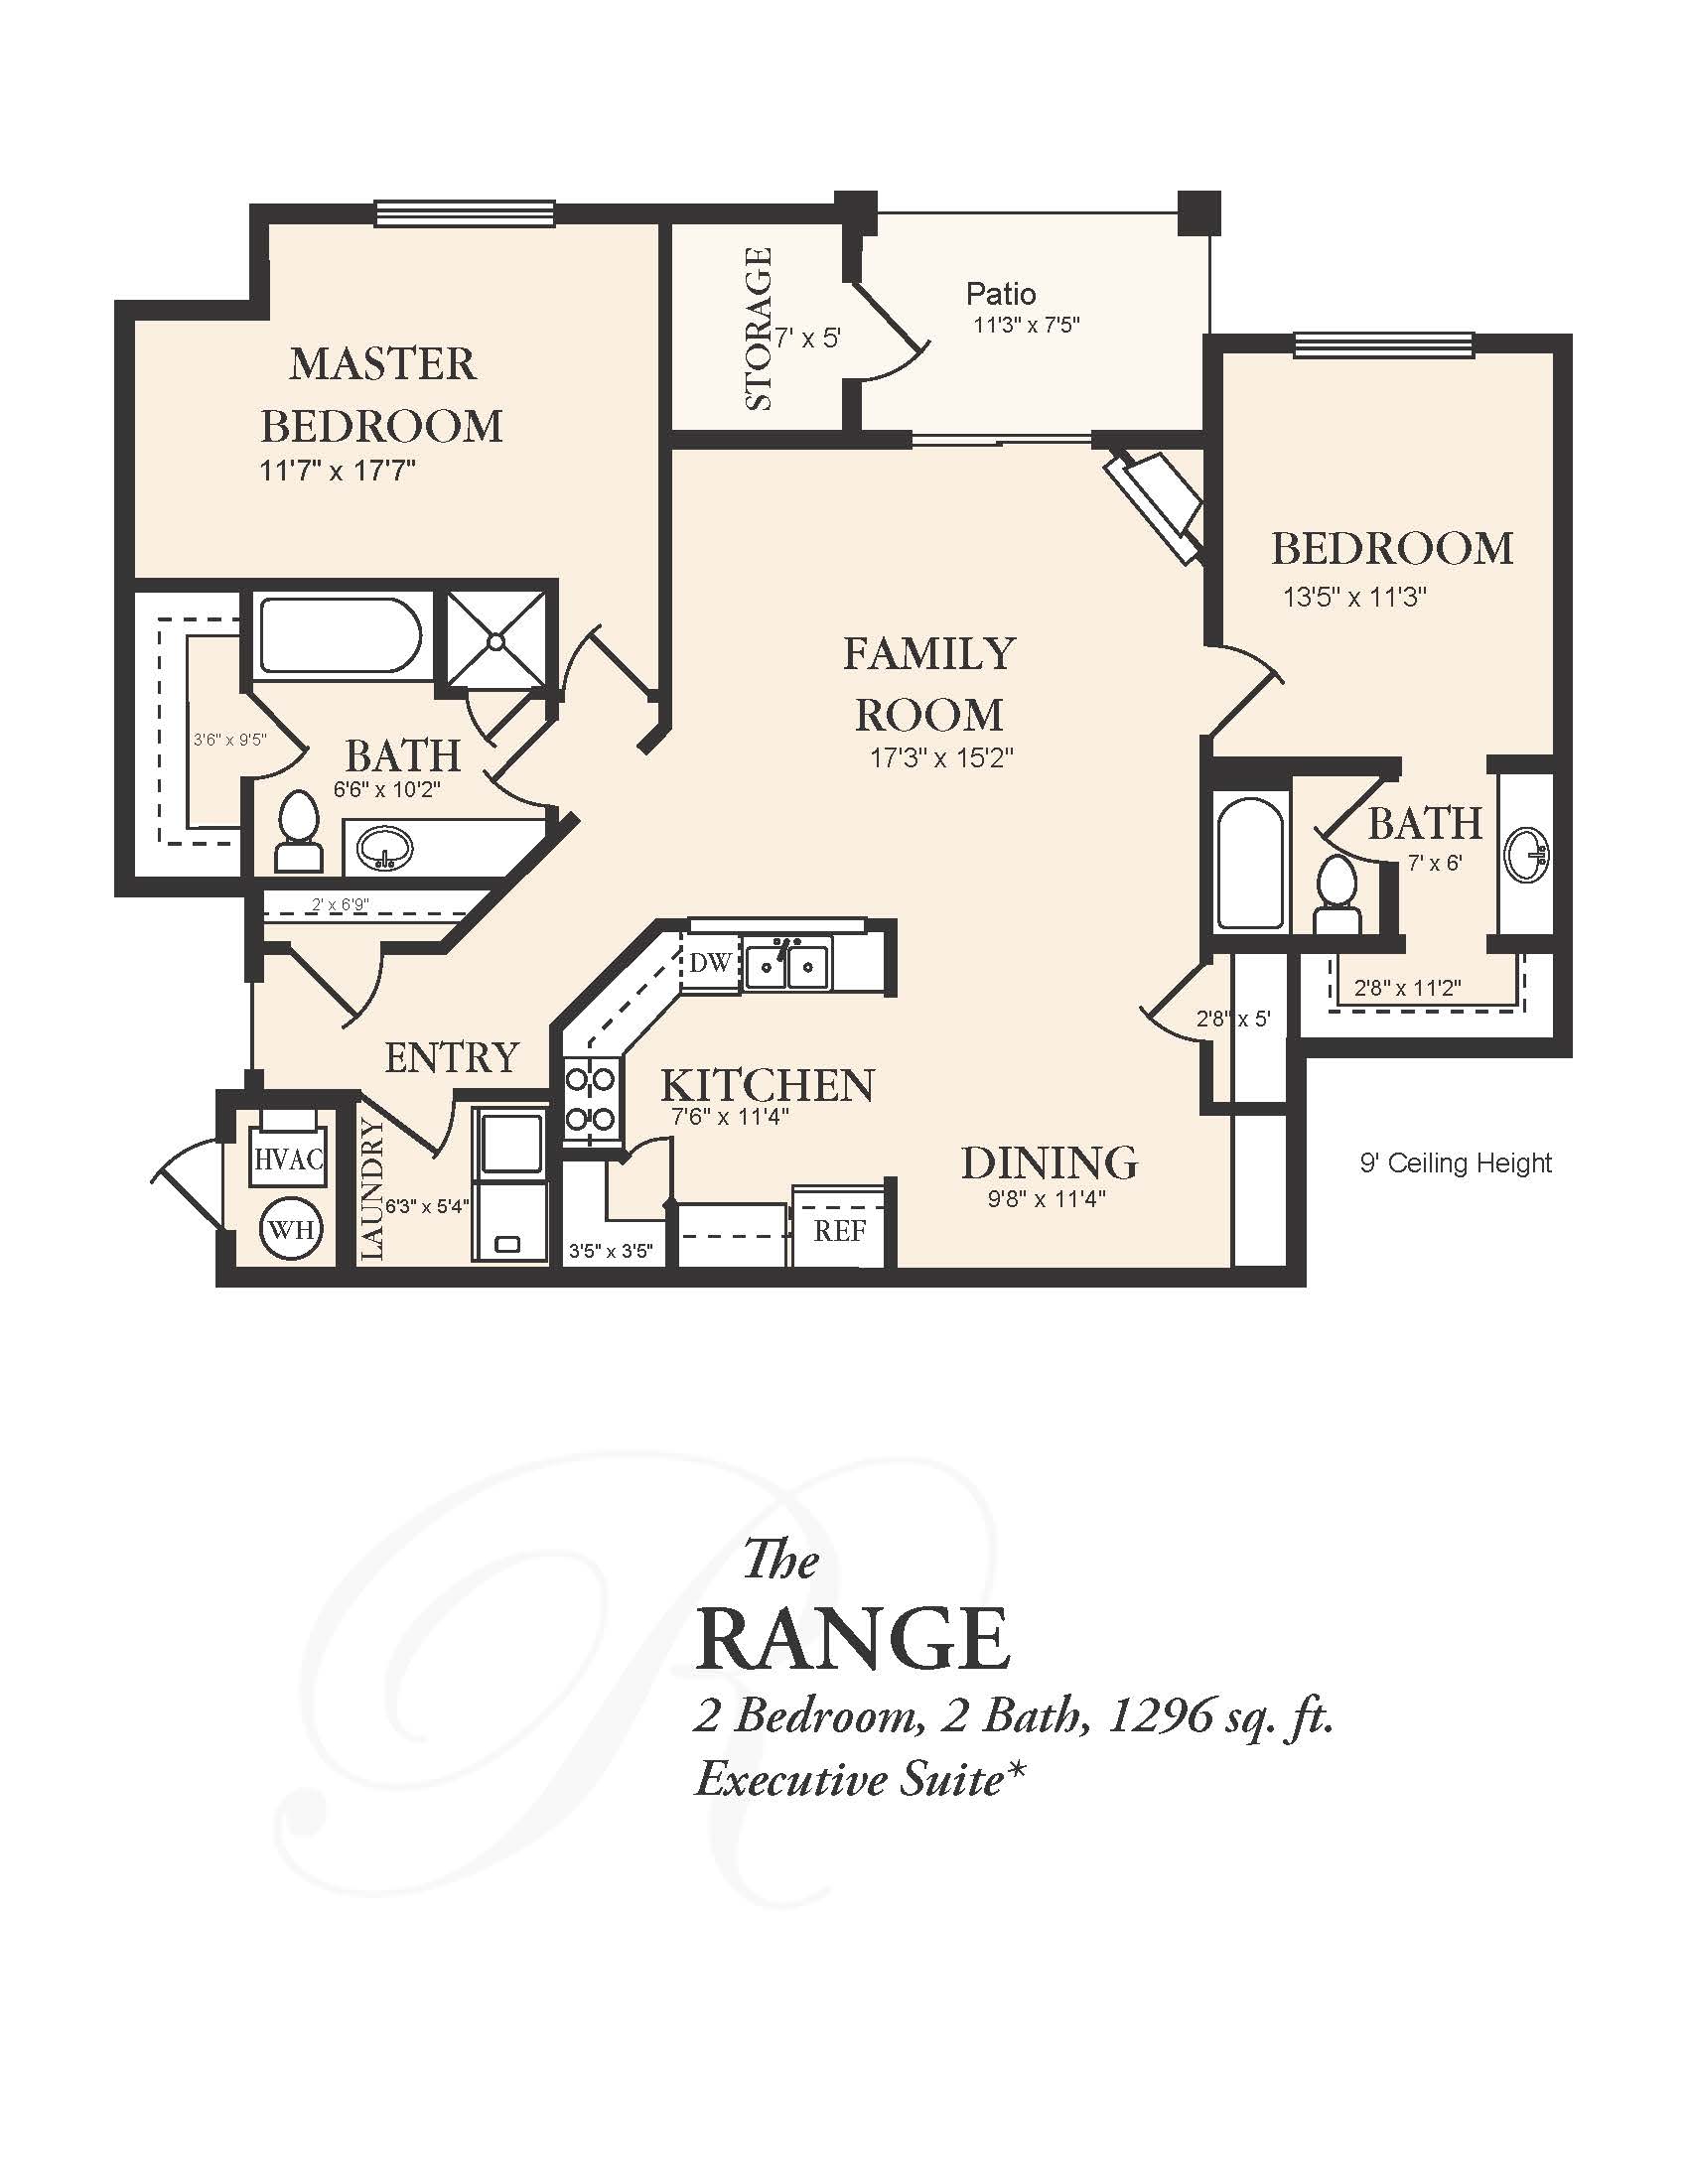 STORAGE
7' x 5'
Patio
11'3" x 7'5"
MASTER
BEDROOM
11'7" x 17'7"
BEDROOM
13'5" x 11'3"
FAMILY
ROOM
17'3" x 15'2"
3'6" x 9'5"
BATH
6'6" x 10'2"
BATH
7' x 6'
2' x 6'9"
DW
2'8" x 11'2"
2'8" x 5'
ENTRY
KITCHEN
7'6" x 11'4"
HVAC
WH
LAUNDRY
6'3" x 5'4"
DINING
9'8" x 11'4"
9' Ceiling Height
3'5" x 3'5"
REF
R
The
RANGE
2 Bedroom, 2 Bath, 1296 sq. ft.
Executive Suite*